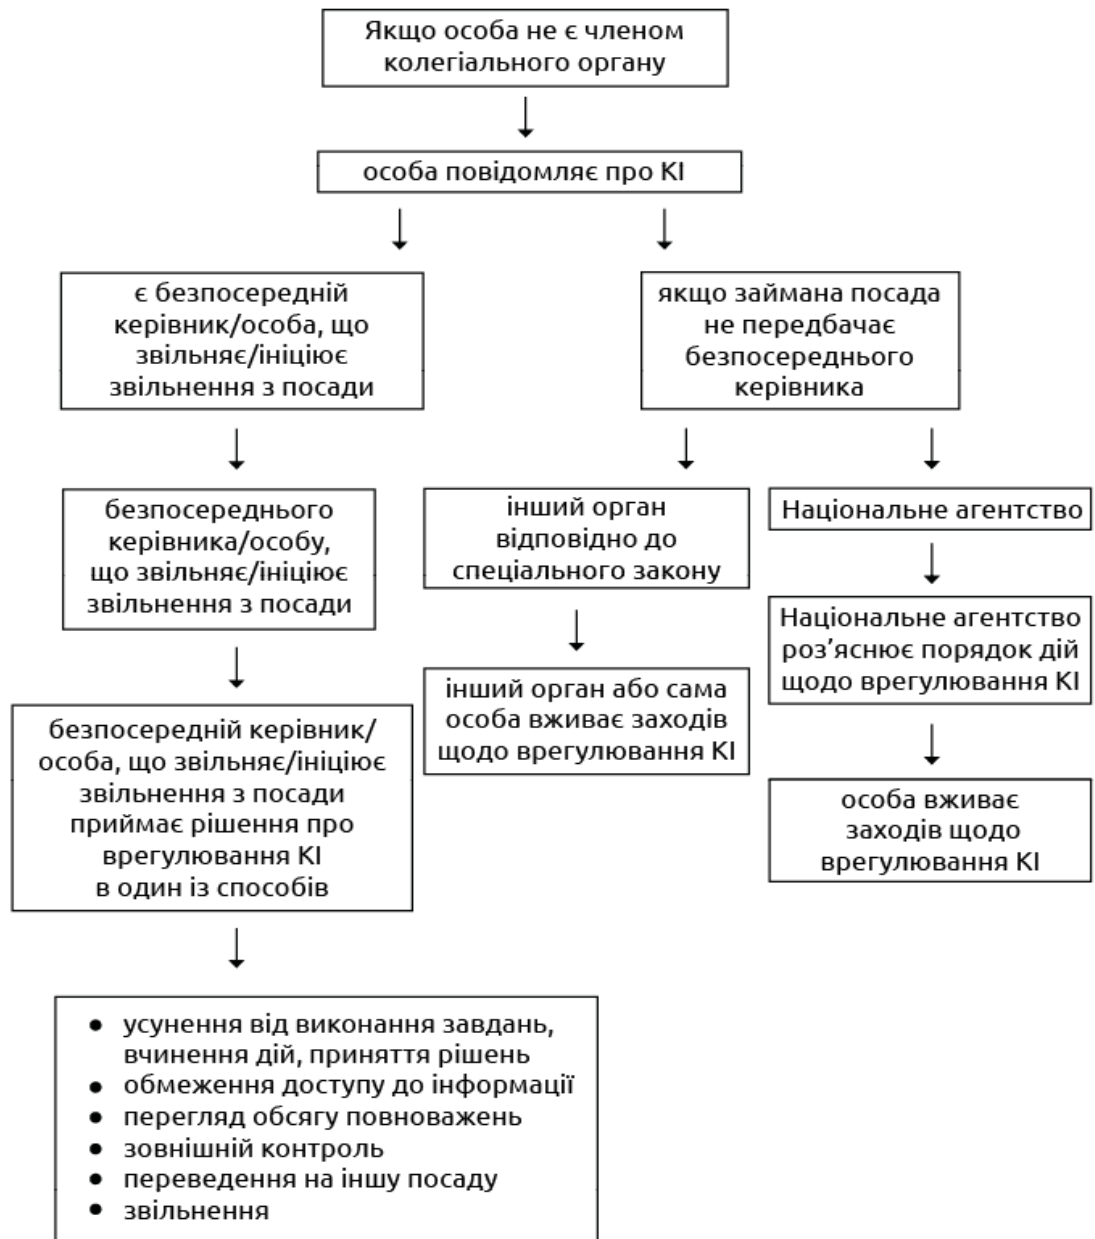 Якщо особа не є членом
колегіального органу
особа повідомляє про КІ
є безпосередній
керівник/особа, що
звільняє/ініціює
звільнення з посади
якщо займана посада
не передбачає
безпосереднього
керівника
безпосереднього
керівника/особу,
що звільняє/ініціює
звільнення з посади
інший орган
відповідно до
спеціального закону
Національне агентство
Національне агентство
роз’яснює порядок дій
щодо врегулювання КІ
інший орган або сама
особа вживає заходів
щодо врегулювання КІ
безпосередній керівник/
особа, що звільняє/ініціює
звільнення з посади
приймає рішення про
врегулювання КІ
в один із способів
особа вживає
заходів щодо
врегулювання КІ
● усунення від виконання завдань,
вчинення дій, прийняття рішень
● обмеження доступу до інформації
● перегляд обсягу повноважень
● зовнішній контроль
● переведення на іншу посаду
● звільнення